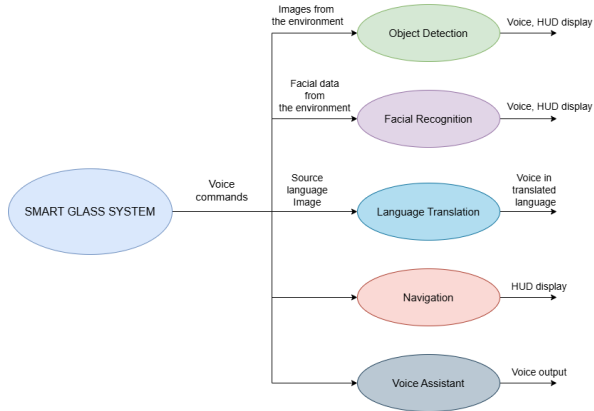 Images from
the environment
Object Detection
Voice, HUD display
Facial data
from
the environment
Facial Recognition
Voice, HUD display
SMART GLASS SYSTEM
Voice
commands
Source
language
Image
Language Translation
Voice in
translated
language
Navigation
HUD display
Voice Assistant
Voice output